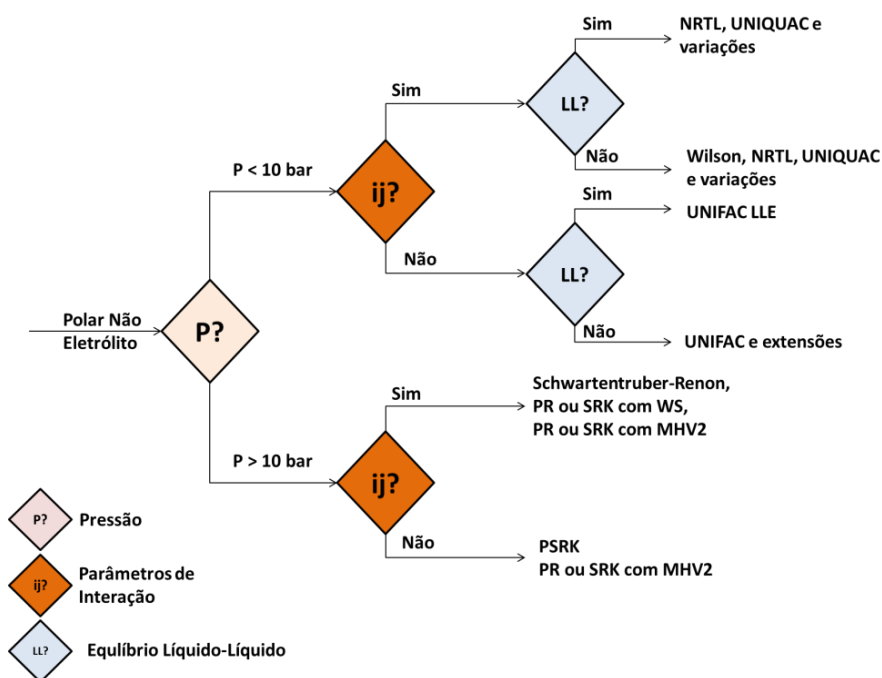 Sim
NRTL, UNIQUAC e
variações
LL?
Sim
Não
Wilson, NRTL, UNIQUAC
e variações
P < 10 bar
ij?
Sim
UNIFAC LLE
Não
LL?
Polar Não
Eletrólito
P?
Não
UNIFAC e extensões
Sim
Schwartentruber-Renon,
PR ou SRK com WS,
PR ou SRK com MHV2
P > 10 bar
ij?
Não
PSRK
PR ou SRK com MHV2
P?
Pressão
ij?
Parâmetros de
Interação
LL?
Equlíbrio Líquido-Líquido